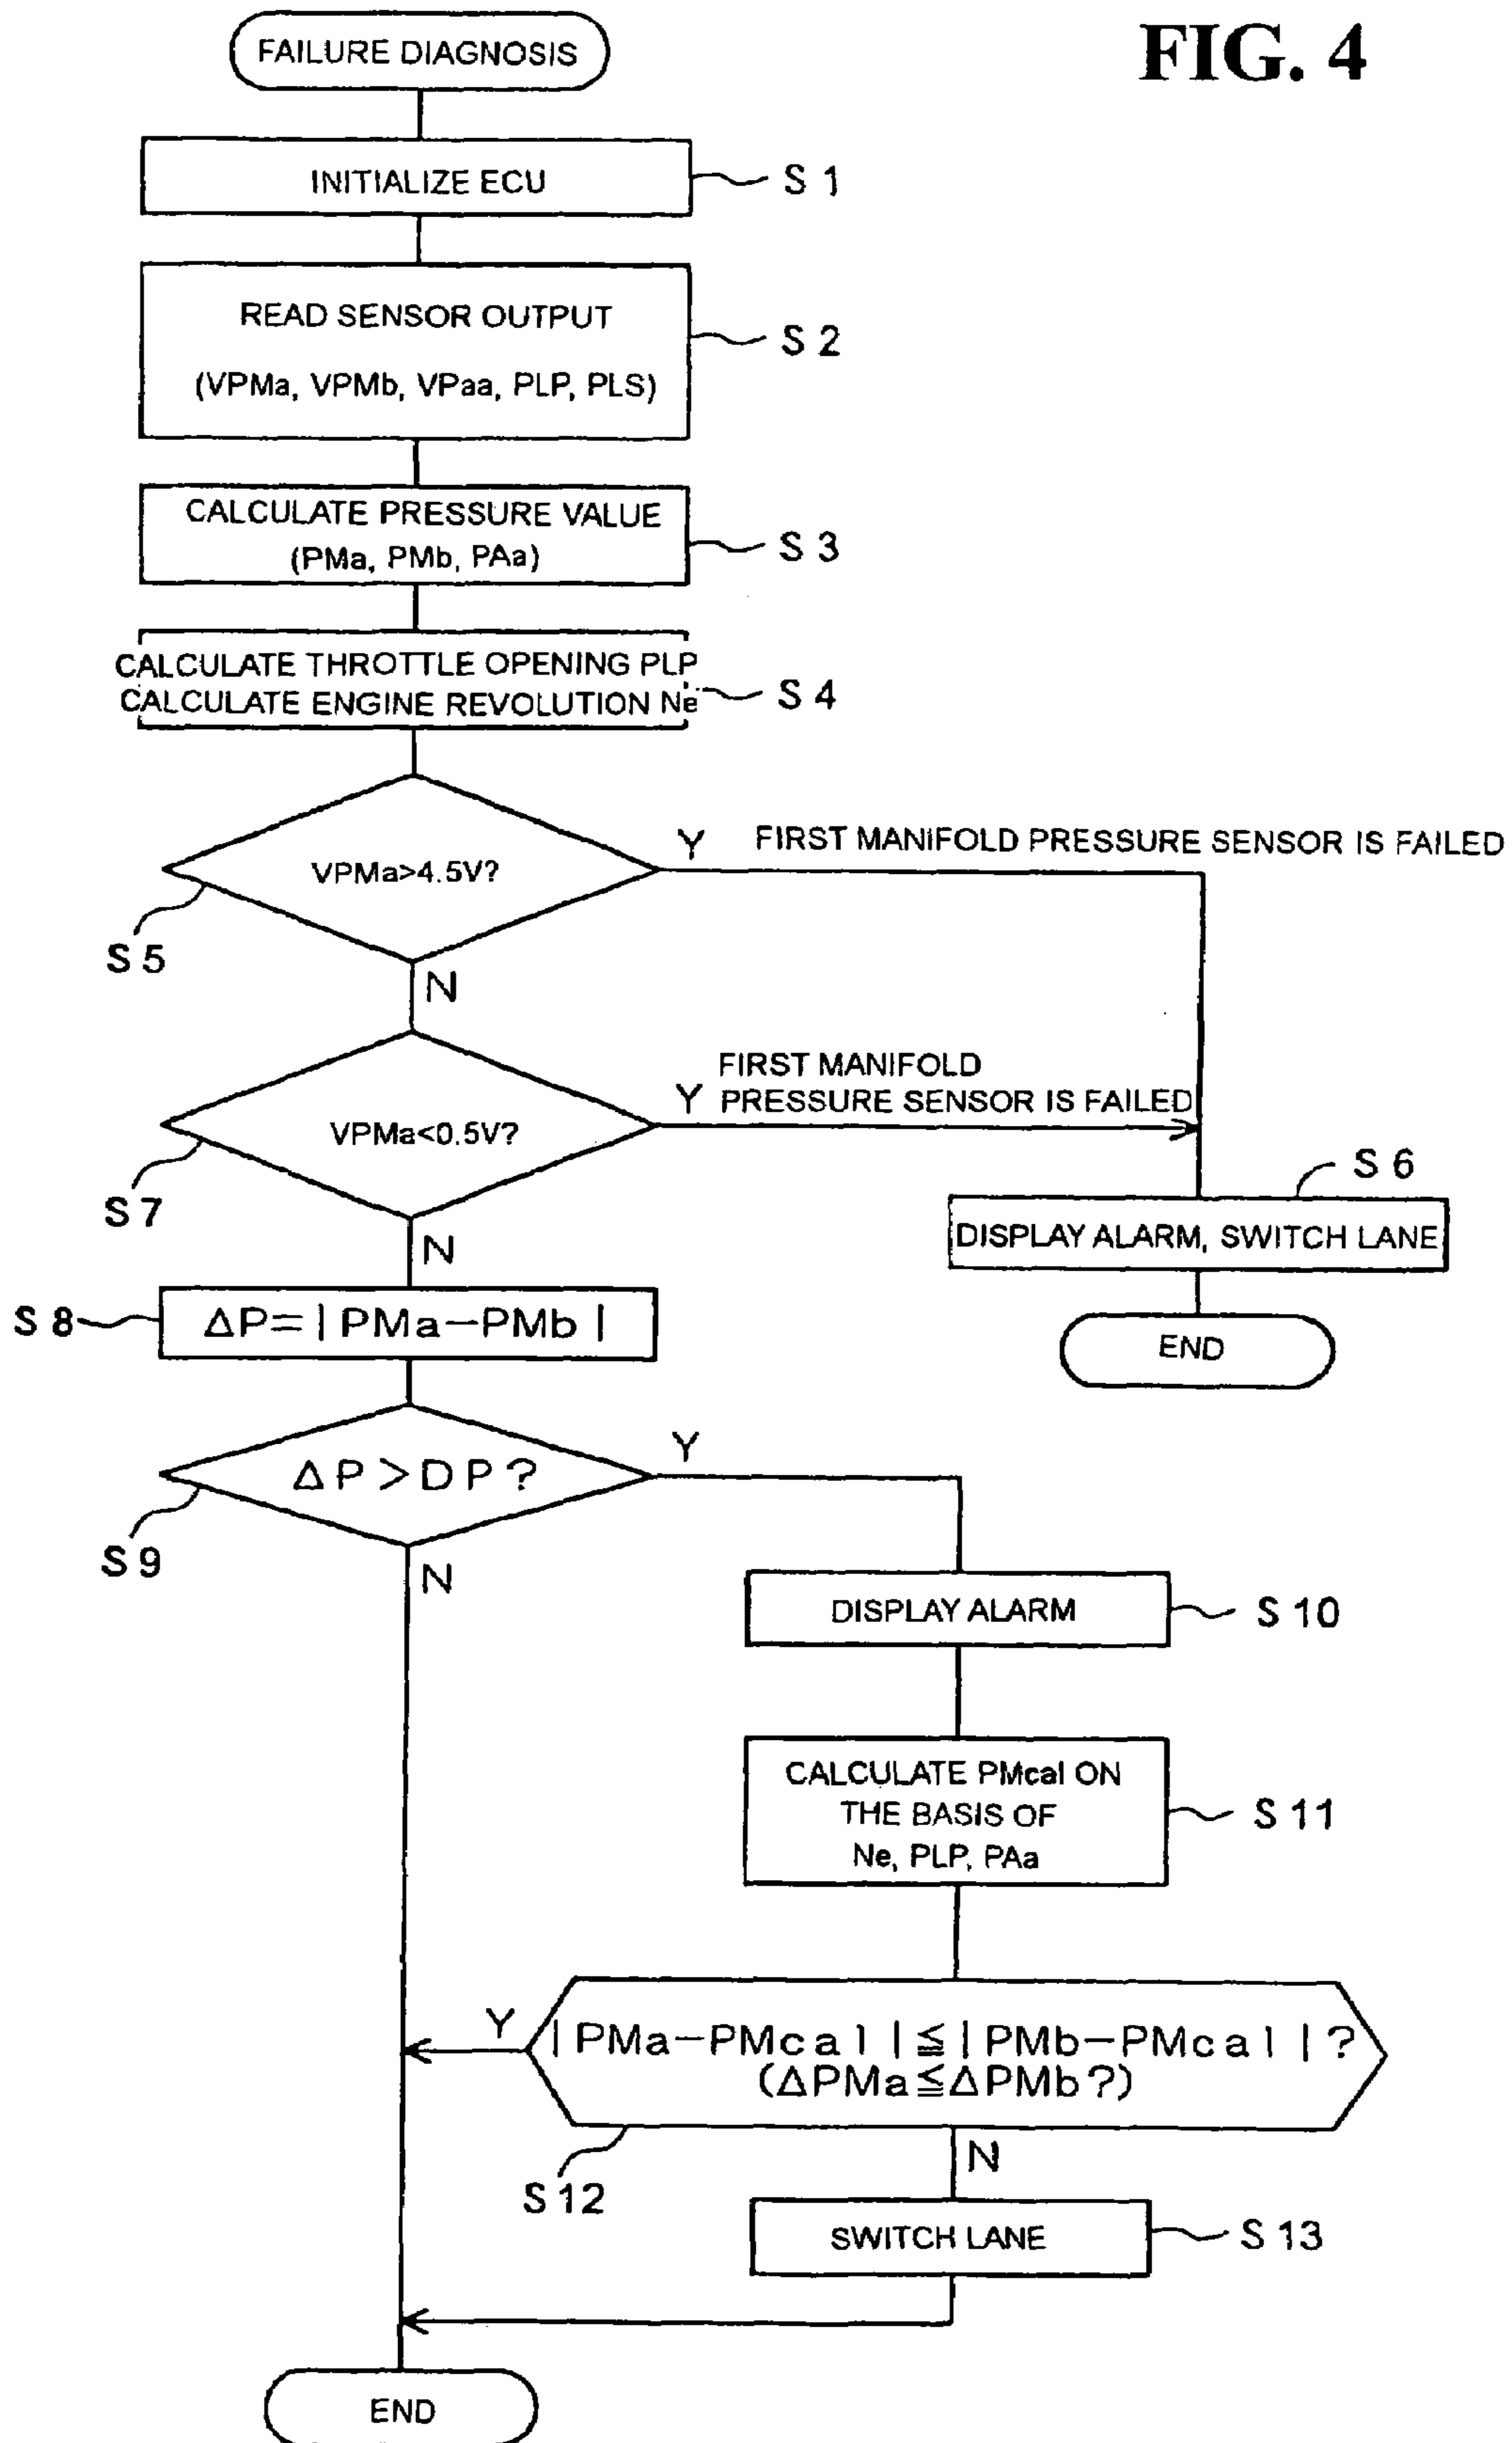 FIG. 4
FAILURE DIAGNOSIS
INITIALIZE ECU
S 1
READ SENSOR OUTPUT
(VPMa, VPMb, VPaa, PLP, PLS)
S 2
CALCULATE PRESSURE VALUE
(PMa, PMb, PAa)
S 3
CALCULATE THROTTLE OPENING PLP
CALCULATE ENGINE REVOLUTION Ne
S 4
VPMa>4.5V?
Y
FIRST MANIFOLD PRESSURE SENSOR IS FAILED
S 5
N
VPMa<0.5V?
FIRST MANIFOLD
Y PRESSURE SENSOR IS FAILED
S 7
N
S 6
DISPLAY ALARM, SWITCH LANE
END
S 8
ΔP=|PMa−PMb|
ΔP>DP?
Y
S 9
N
DISPLAY ALARM
S 10
CALCULATE PMcal ON
THE BASIS OF
Ne, PLP, PAa
S 11
Y
|PMa−PMcal|≦|PMb−PMcal|?
(ΔPMa≦ΔPMb?)
S 12
N
SWITCH LANE
S 13
END